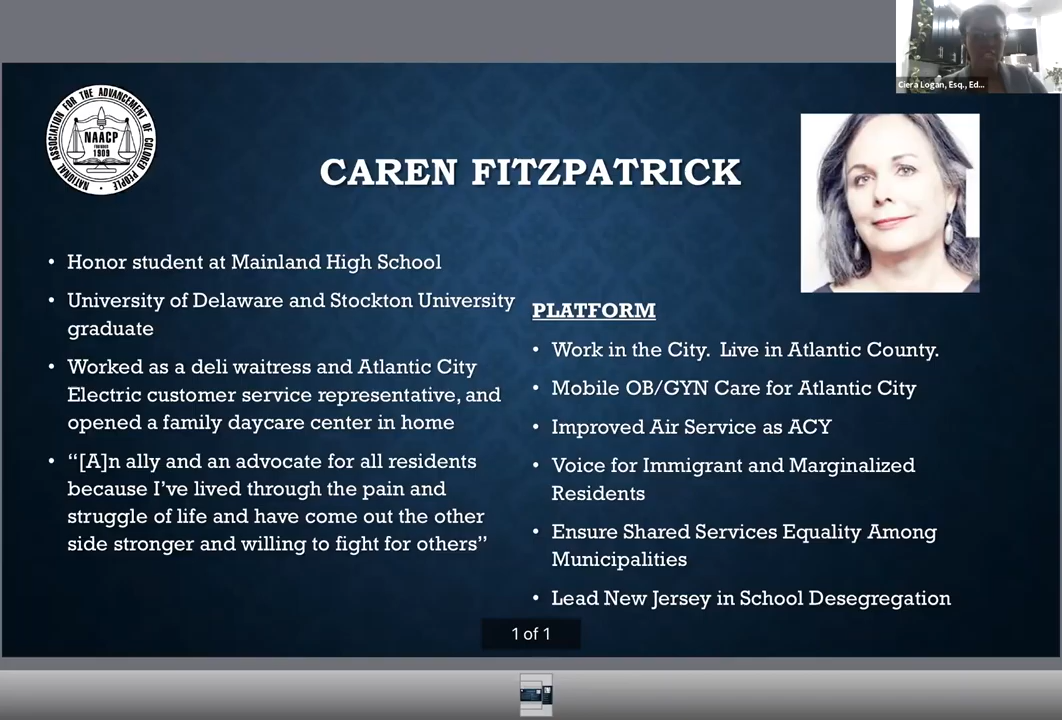 Ciera Logan, Esq., Ed...
NATIONAL ASSOCIATION FOR THE ADVANCEMENT OF COLORED PEOPLE
NAACP
FOUNDED
1909
CAREN FITZPATRICK
• Honor student at Mainland High School
• University of Delaware and Stockton University
graduate
• Worked as a deli waitress and Atlantic City
Electric customer service representative, and
opened a family daycare center in home
• “[A]n ally and an advocate for all residents
because I’ve lived through the pain and
struggle of life and have come out the other
side stronger and willing to fight for others”
PLATFORM
• Work in the City. Live in Atlantic County.
• Mobile OB/GYN Care for Atlantic City
• Improved Air Service as ACY
• Voice for Immigrant and Marginalized
Residents
• Ensure Shared Services Equality Among
Municipalities
• Lead New Jersey in School Desegregation
1 of 1